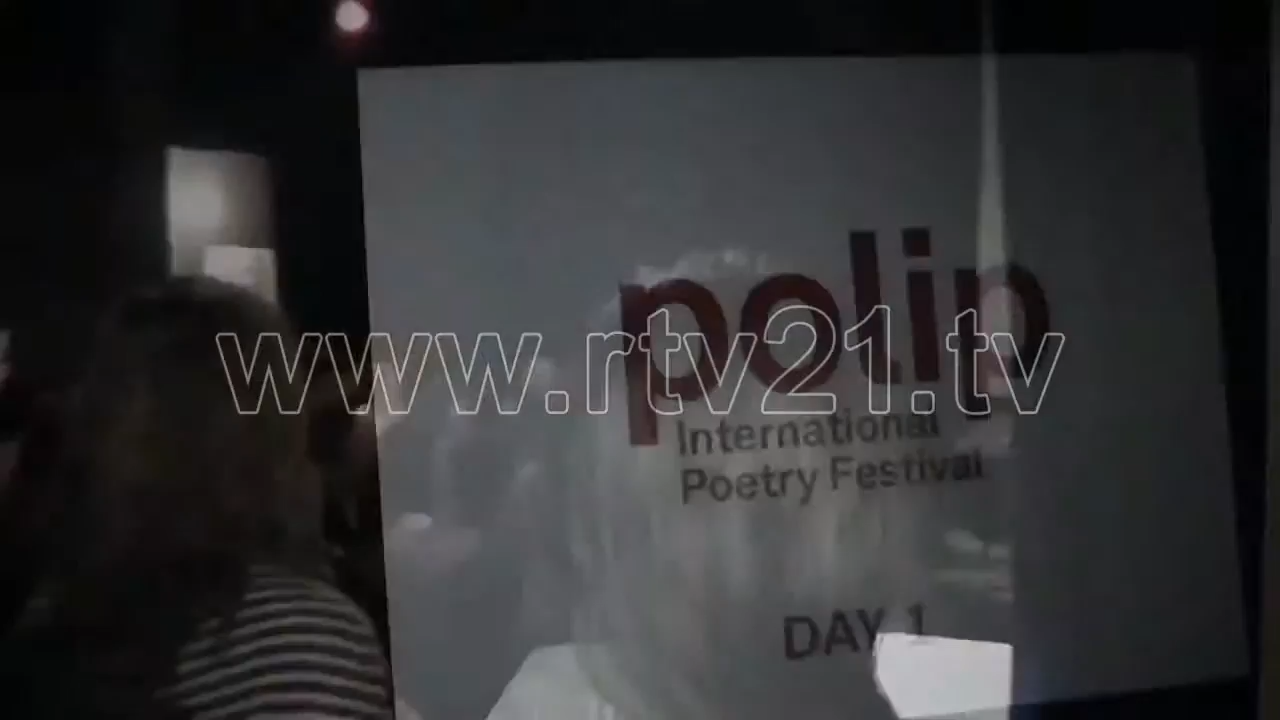 polip
www.rtv21.tv
International
Poetry Festival
DAY 1